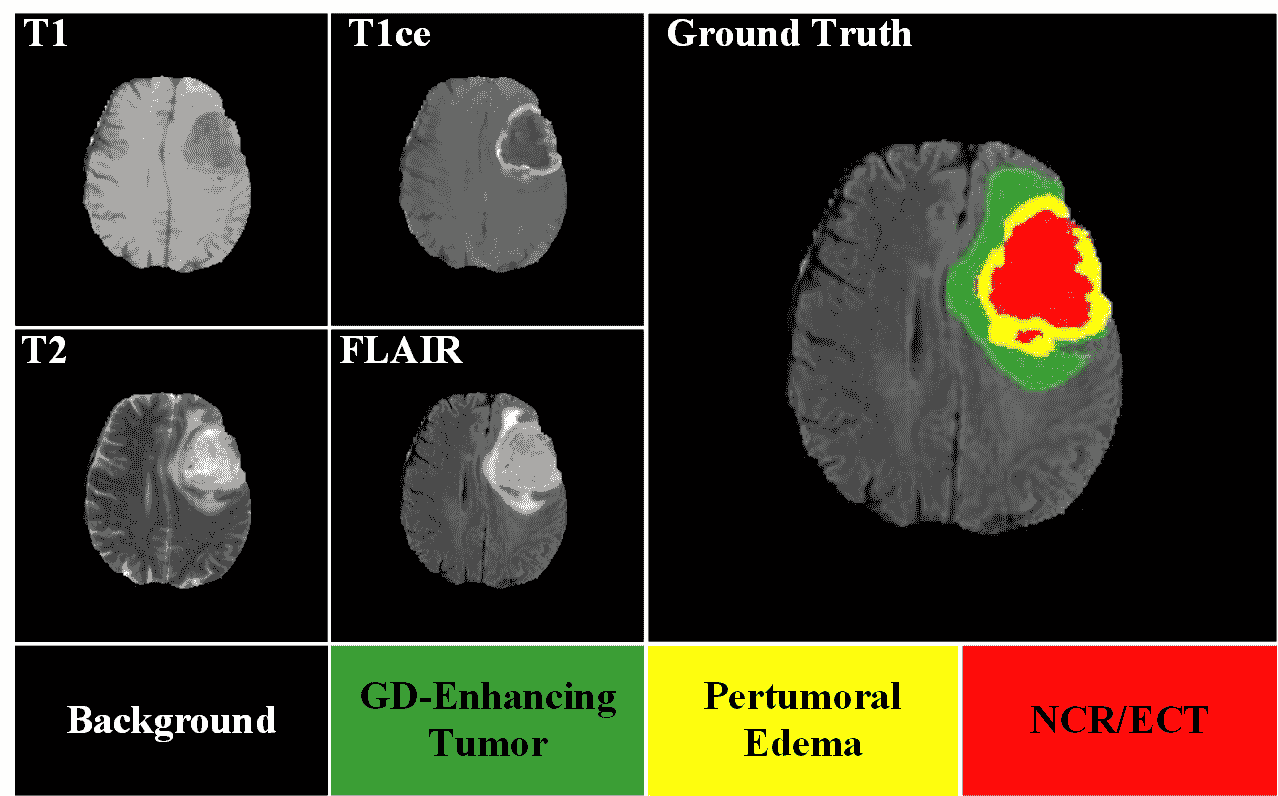 T1
T1ce
Ground Truth
T2
FLAIR
Background
GD-Enhancing
Tumor
Pertumoral
Edema
NCR/ECT